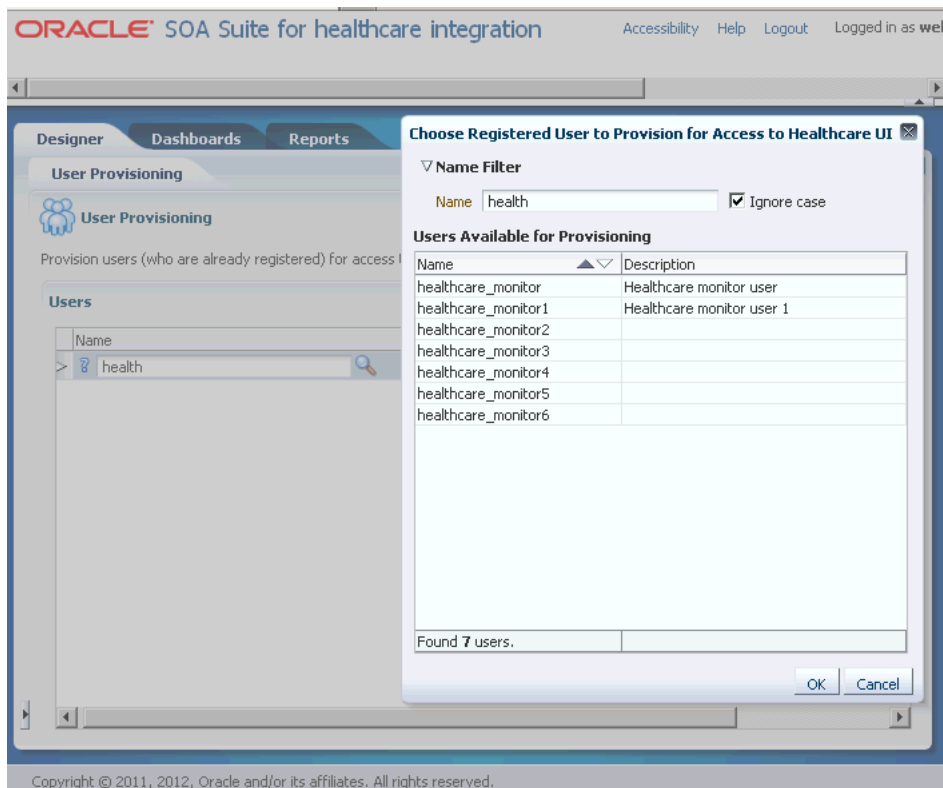 ORACLE® SOA Suite for healthcare integration
Accessibility Help Logout Logged in as wel
Designer Dashboards Reports
User Provisioning
User Provisioning
Provision users (who are already registered) for access
Users
Name
health
Choose Registered User to Provision for Access to Healthcare UI
Name Filter
Name health Ignore case
Users Available for Provisioning
Name Description
healthcare_monitor Healthcare monitor user
healthcare_monitor1 Healthcare monitor user 1
healthcare_monitor2
healthcare_monitor3
healthcare_monitor4
healthcare_monitor5
healthcare_monitor6
Found 7 users.
OK Cancel
Copyright © 2011, 2012, Oracle and/or its affiliates. All rights reserved.